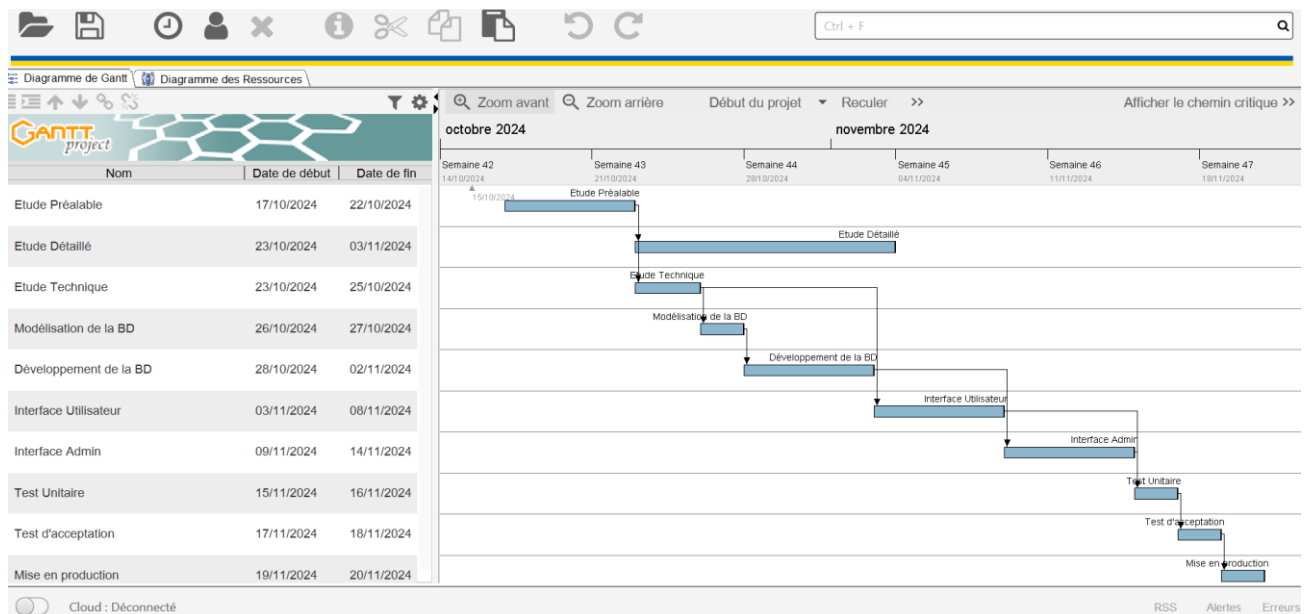 Ctrl + F
Diagramme de Gantt
Diagramme des Ressources
Zoom avant Zoom arrière Début du projet Reculer >> Afficher le chemin critique >>
GANTT project
octobre 2024 novembre 2024
Semaine 42 Semaine 43 Semaine 44 Semaine 45 Semaine 46 Semaine 47
14/10/2024 21/10/2024 28/10/2024 04/11/2024 11/11/2024 18/11/2024
15/10/2024
Nom Date de début Date de fin
Etude Préalable 17/10/2024 22/10/2024
Etude Détaillé 23/10/2024 03/11/2024
Etude Technique 23/10/2024 25/10/2024
Modélisation de la BD 26/10/2024 27/10/2024
Développement de la BD 28/10/2024 02/11/2024
Interface Utilisateur 03/11/2024 08/11/2024
Interface Admin 09/11/2024 14/11/2024
Test Unitaire 15/11/2024 16/11/2024
Test d'acceptation 17/11/2024 18/11/2024
Mise en production 19/11/2024 20/11/2024
Etude Préalable
Etude Détaillé
Etude Technique
Modélisation de la BD
Développement de la BD
Interface Utilisateur
Interface Admin
Test Unitaire
Test d'acceptation
Mise en production
Cloud : Déconnecté RSS Alertes Erreurs